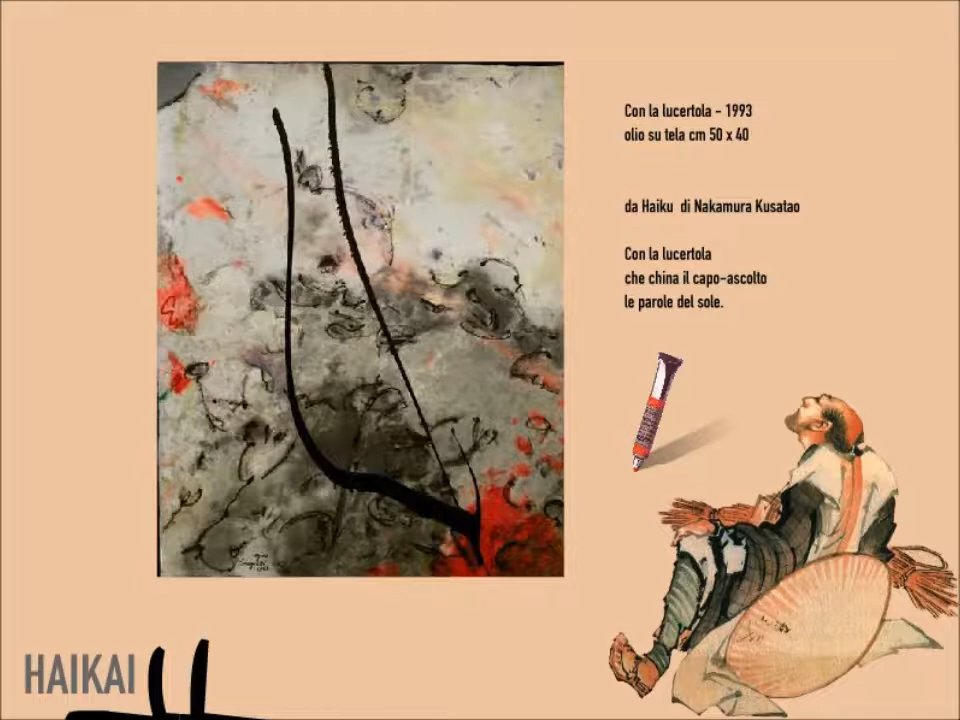 Con la lucertola - 1993
olio su tela cm 50 x 40
da Haiku di Nakamura Kusatao
Con la lucertola
che china il capo-ascolto
le parole del sole.
HAIKAI